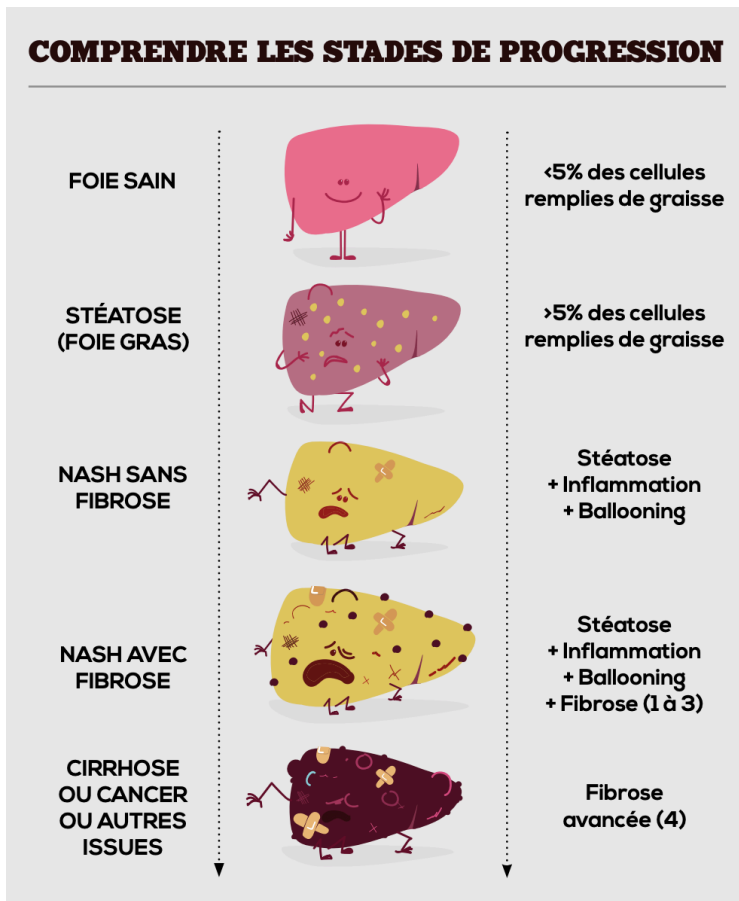 COMPRENDRE LES STADES DE PROGRESSION
FOIE SAIN
<5% des cellules
remplies de graisse
STÉATOSE
(FOIE GRAS)
>5% des cellules
remplies de graisse
NASH SANS
FIBROSE
Stéatose
+ Inflammation
+ Ballooning
NASH AVEC
FIBROSE
Stéatose
+ Inflammation
+ Ballooning
+ Fibrose (1 à 3)
CIRRHOSE
OU CANCER
OU AUTRES
ISSUES
Fibrose
avancée (4)